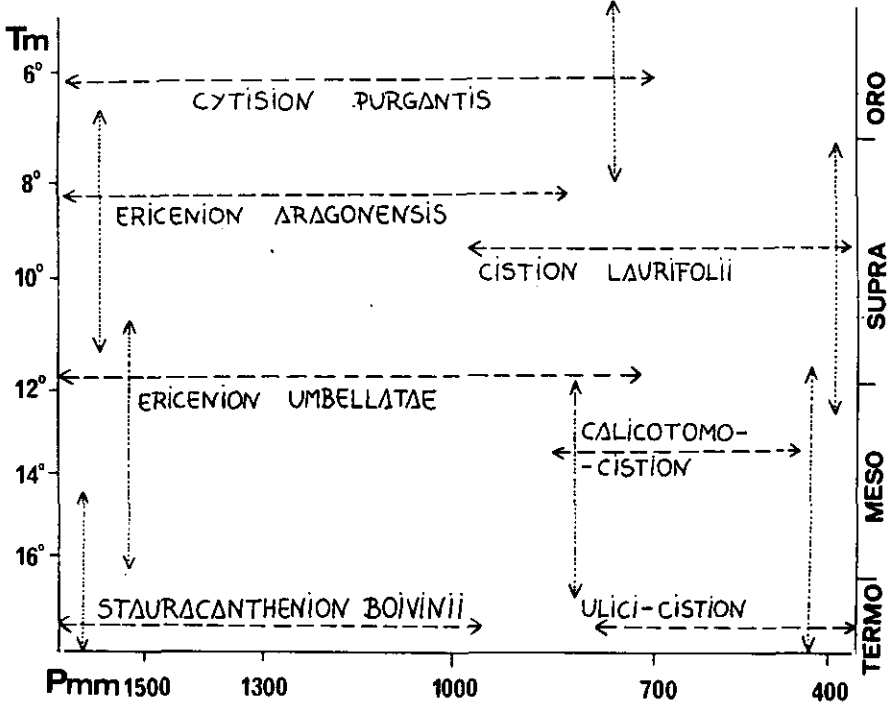 Tm
6°
8°
10°
12°
14°
16°
CYTISION PURGANTIS
ERICENION ARAGONENSIS
CISTION LAURIFOLII
ERICENION UMBELLATAE
CALICOTOMO-
-CISTION
STAURACANTHENION BOIVINII
ULICI-CISTION
ORO
SUPRA
MESO
TERMO
Pmm 1500 1300 1000 700 400